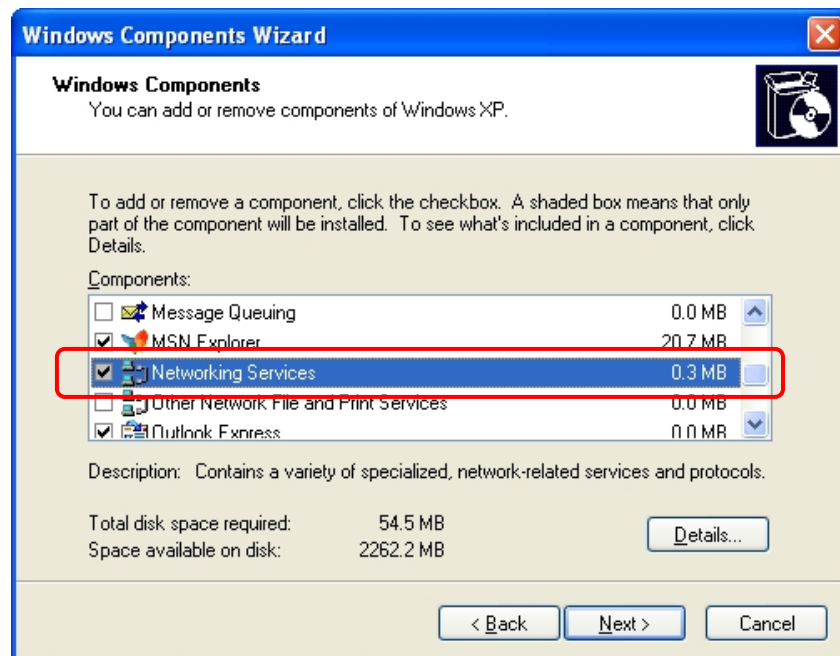 Windows Components Wizard
Windows Components
You can add or remove components of Windows XP.
To add or remove a component, click the checkbox. A shaded box means that only
part of the component will be installed. To see what's included in a component, click
Details.
Components:
Message Queuing 0.0 MB
MSN Explorer 20.7 MB
Networking Services 0.3 MB
Other Network File and Print Services 0.0 MB
Outlook Express 0.0 MB
Description: Contains a variety of specialized, network-related services and protocols.
Total disk space required: 54.5 MB
Space available on disk: 2262.2 MB
Details...
< Back Next > Cancel